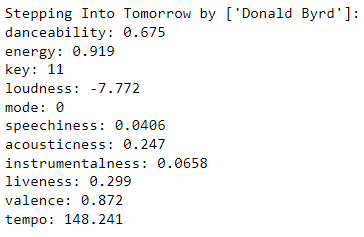 Stepping Into Tomorrow by ['Donald Byrd']:
danceability: 0.675
energy: 0.919
key: 11
loudness: -7.772
mode: 0
speechiness: 0.0406
acousticness: 0.247
instrumentalness: 0.0658
liveness: 0.299
valence: 0.872
tempo: 148.241